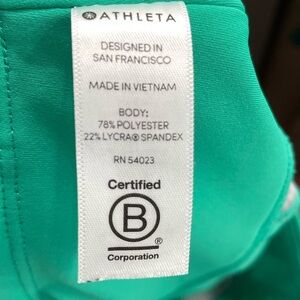 ATHLETA
DESIGNED IN
SAN FRANCISCO
MADE IN VIETNAM
BODY:
78% POLYESTER
22% LYCRA® SPANDEX
RN 54023
Certified
B
®
Corporation